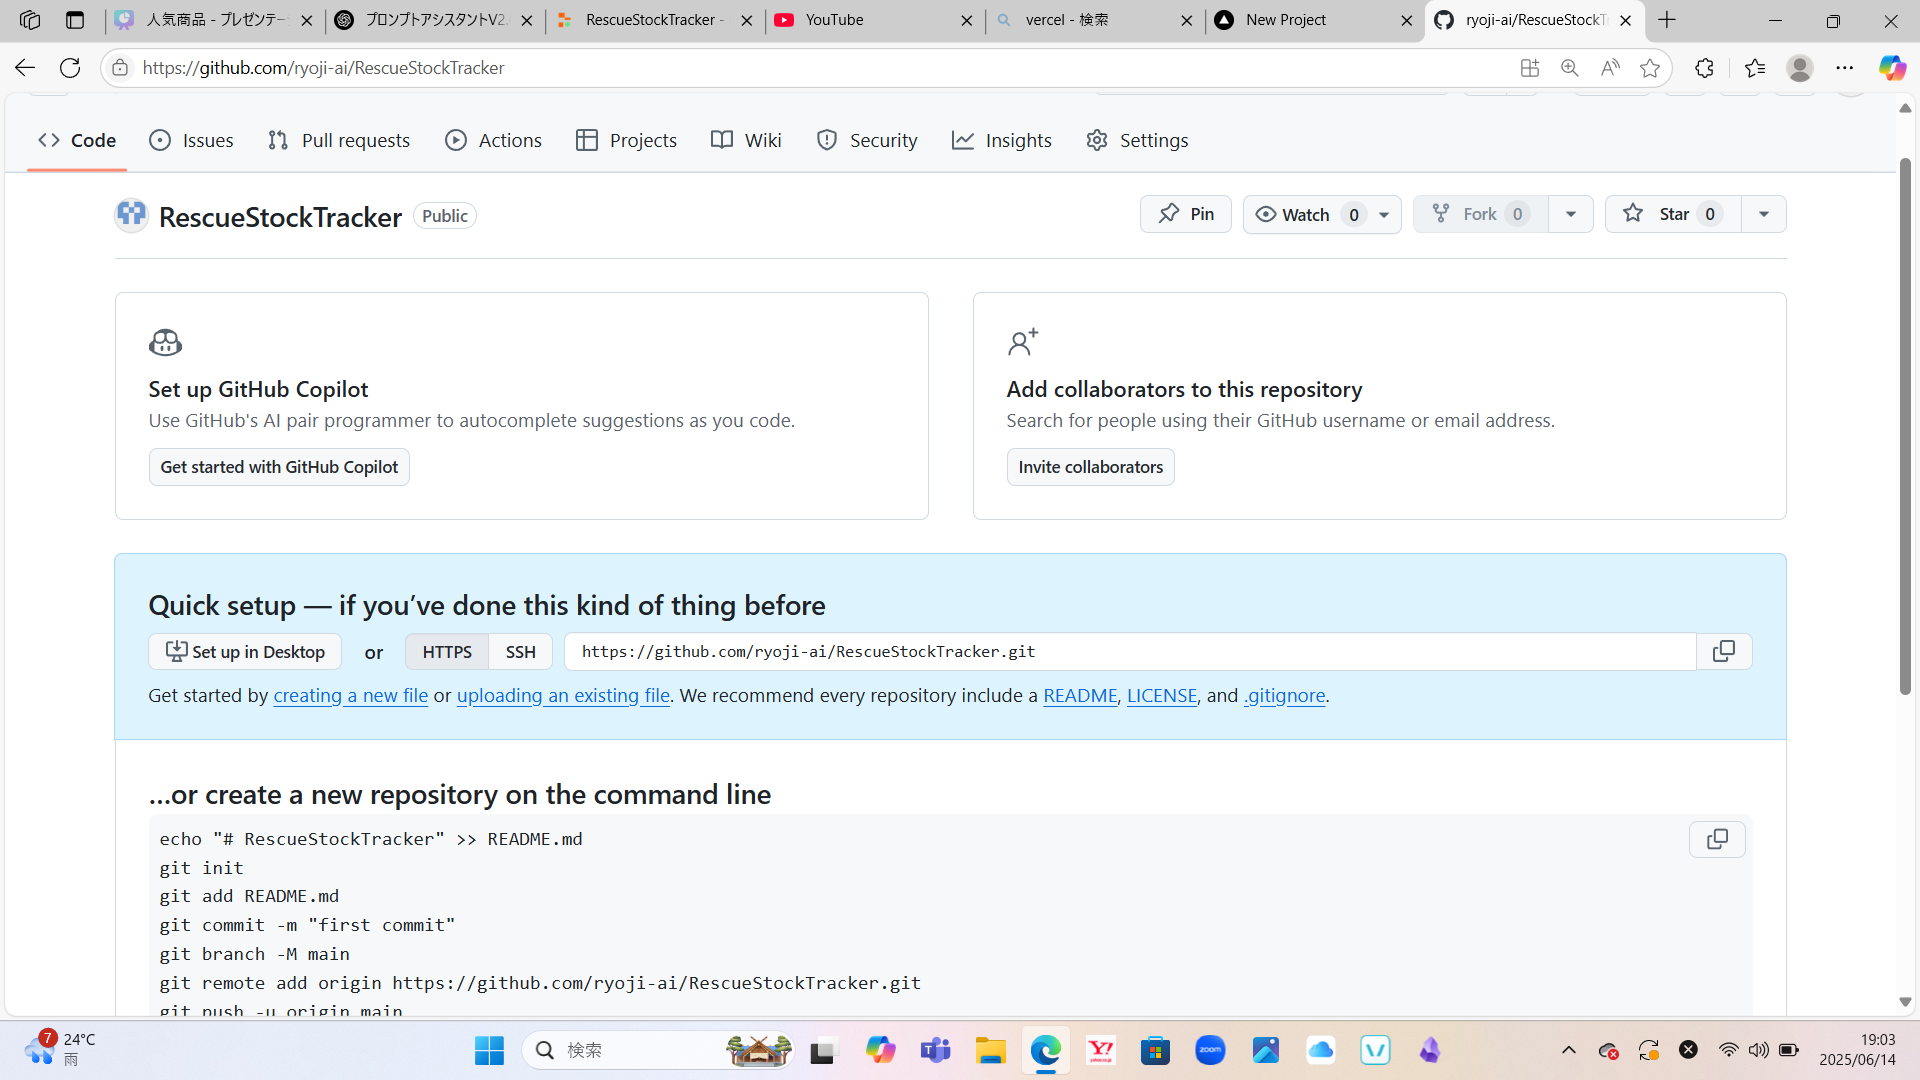 人気商品 - プレゼンテー
プロンプトアシスタントV2.
RescueStockTracker -
YouTube
vercel - 検索
New Project
ryoji-ai/RescueStockT
https://github.com/ryoji-ai/RescueStockTracker
Code
Issues
Pull requests
Actions
Projects
Wiki
Security
Insights
Settings
RescueStockTracker
Public
Pin
Watch 0
Fork 0
Star 0
Set up GitHub Copilot
Use GitHub's AI pair programmer to autocomplete suggestions as you code.
Get started with GitHub Copilot
Add collaborators to this repository
Search for people using their GitHub username or email address.
Invite collaborators
Quick setup — if you’ve done this kind of thing before
Set up in Desktop
or
HTTPS
SSH
https://github.com/ryoji-ai/RescueStockTracker.git
Get started by creating a new file or uploading an existing file. We recommend every repository include a README, LICENSE, and .gitignore.
…or create a new repository on the command line
echo "# RescueStockTracker" >> README.md
git init
git add README.md
git commit -m "first commit"
git branch -M main
git remote add origin https://github.com/ryoji-ai/RescueStockTracker.git
git push -u origin main
7
24°C
雨
検索
Y!
zoom
19:03
2025/06/14